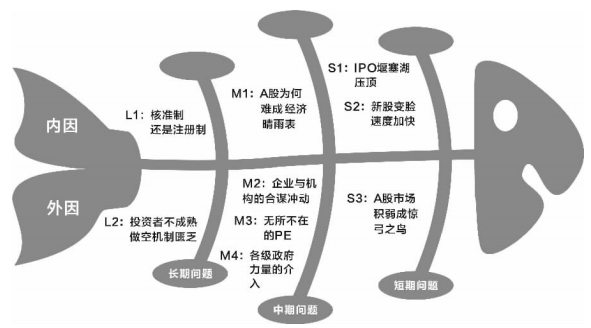 内因
外因
L1：核准制
还是注册制
M1：A股为何
难成经济
晴雨表
S1：IPO堰塞湖
压顶
S2：新股变脸
速度加快
L2：投资者不成熟
做空机制匮乏
M2：企业与机
构的合谋冲动
M3：无所不在
的PE
M4：各级政府
力量的介
入
S3：A股市场
积弱成惊
弓之鸟
长期问题
中期问题
短期问题